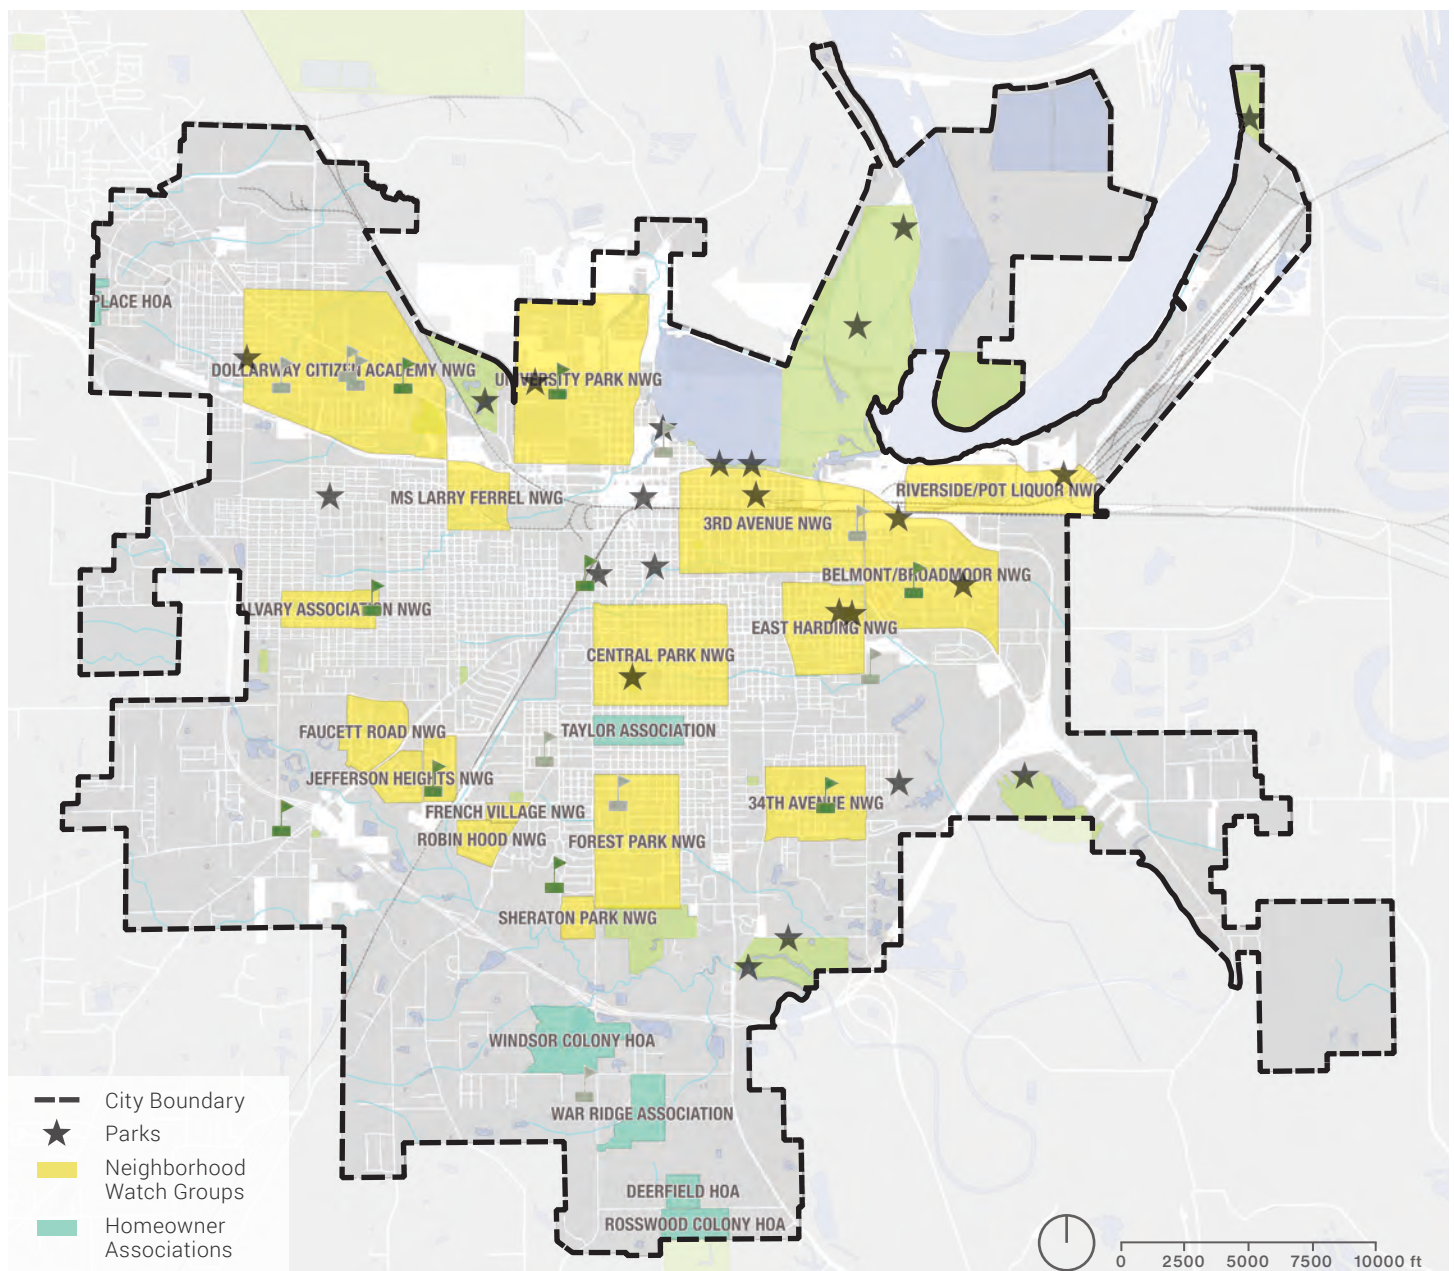 PLACE HOA
DOLLARWAY CITIZEN ACADEMY NWG
UNIVERSITY PARK NWG
MS LARRY FERREL NWG
RIVERSIDE/POT LIQUOR NWG
3RD AVENUE NWG
BELMONT/BROADMOOR NWG
ALVARY ASSOCIATION NWG
EAST HARDING NWG
CENTRAL PARK NWG
FAUCETT ROAD NWG
TAYLOR ASSOCIATION
JEFFERSON HEIGHTS NWG
34TH AVENUE NWG
FRENCH VILLAGE NWG
ROBIN HOOD NWG
FOREST PARK NWG
SHERATON PARK NWG
WINDSOR COLONY HOA
WAR RIDGE ASSOCIATION
DEERFIELD HOA
ROSSWOOD COLONY HOA
City Boundary
Parks
Neighborhood
Watch Groups
Homeowner
Associations
0 2500 5000 7500 10000 ft